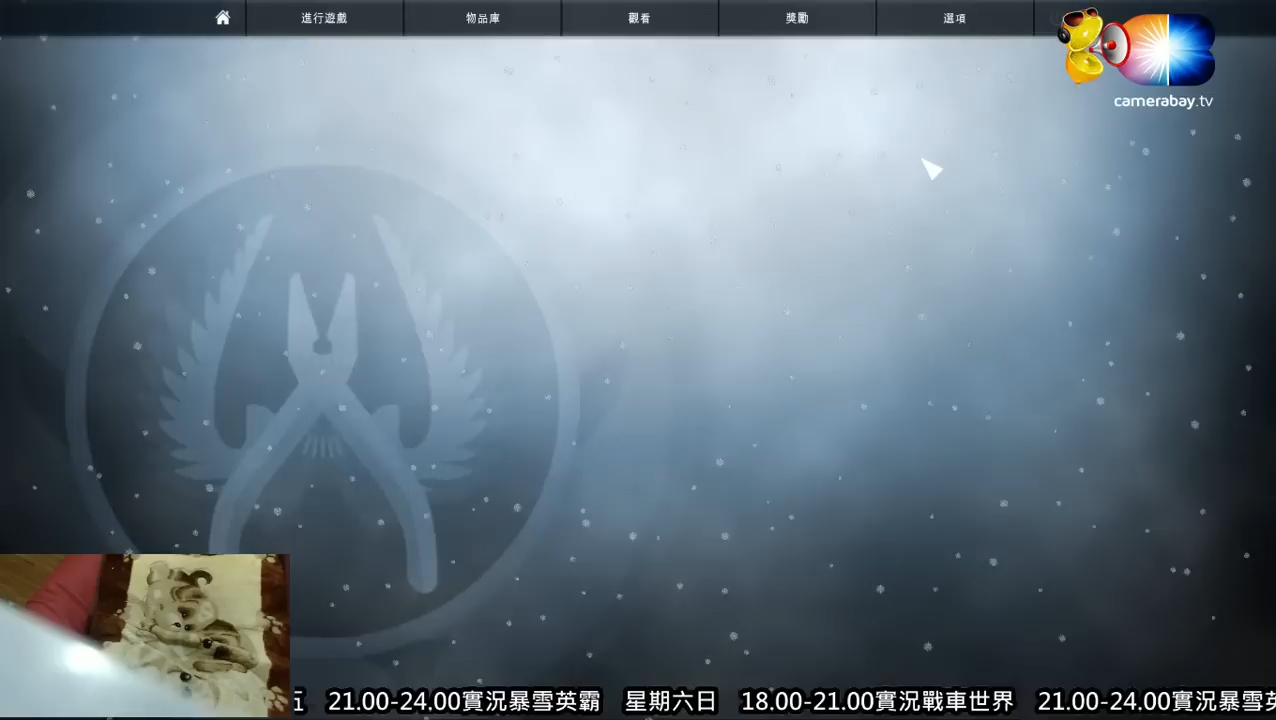 進行遊戲
物品庫
觀看
獎勵
選項
camerabay.tv
五 21.00-24.00實況暴雪英霸 星期六日 18.00-21.00實況戰車世界 21.00-24.00實況暴雪英